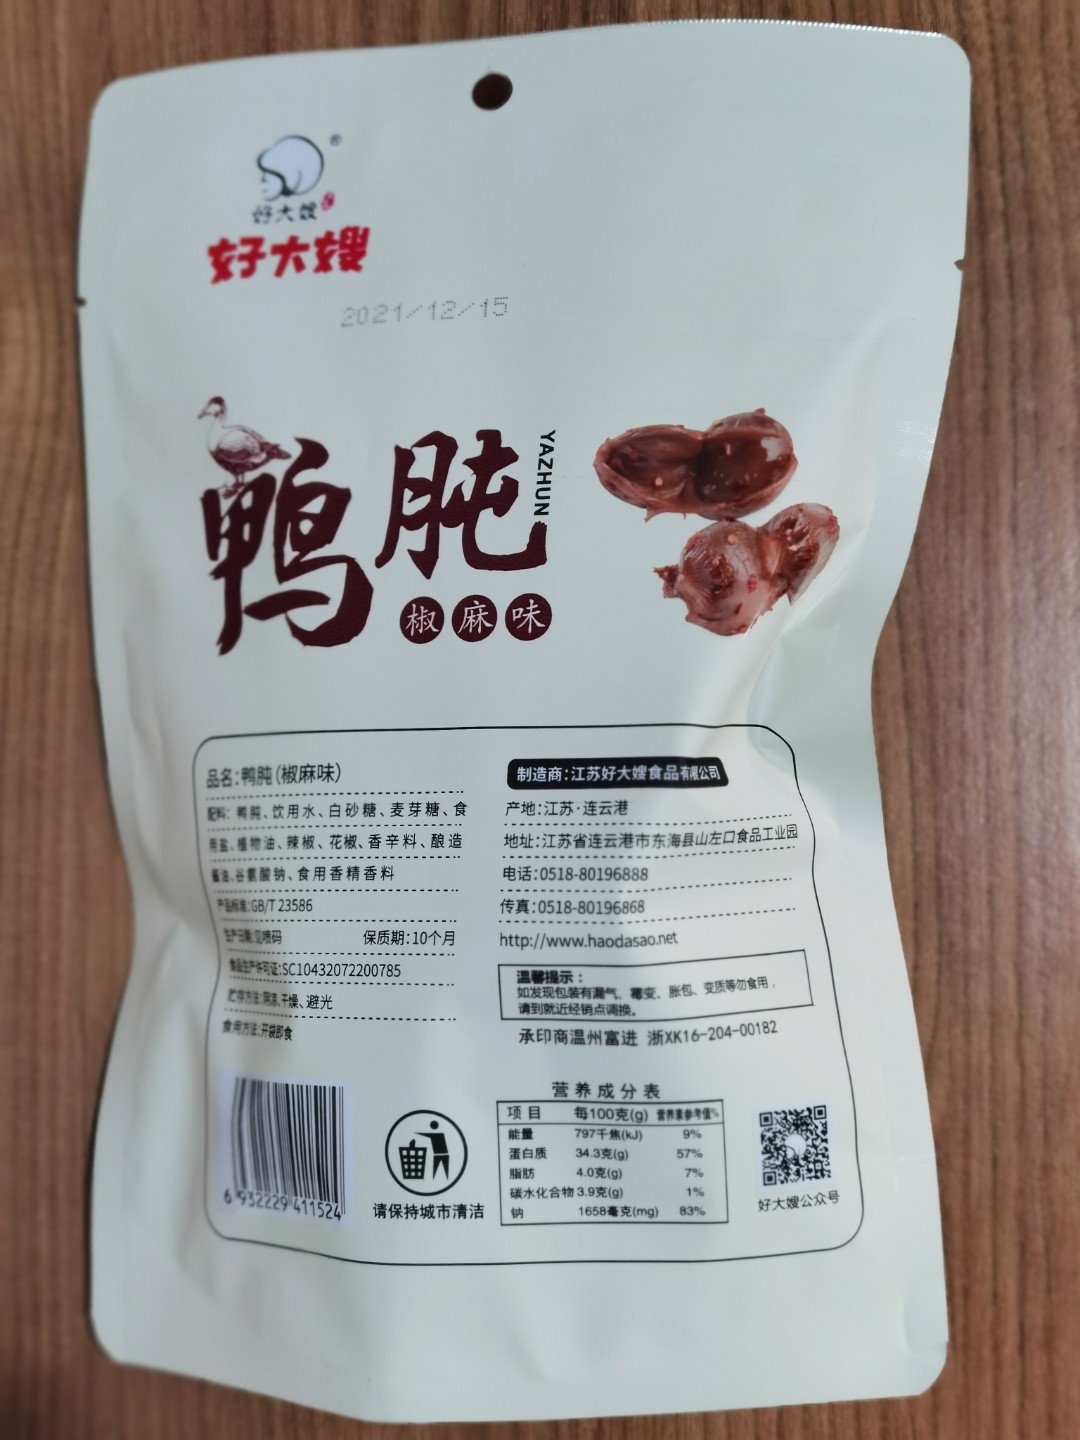 好大嫂
好大嫂
2021/12/15
鸭肫
YAZHUN
椒麻味
品名:鸭肫(椒麻味)
配料: 鸭肫、饮用水、白砂糖、麦芽糖、食
用盐、植物油、辣椒、花椒、香辛料、酿造
酱油、谷氨酸钠、食用香精香料
产品标准:GB/T 23586
生产日期:见喷码 保质期:10个月
食品生产许可证:SC10432072200785
贮存方法:阴凉、干燥、避光
食用方法:开袋即食
制造商:江苏好大嫂食品有限公司
产地:江苏·连云港
地址:江苏省连云港市东海县山左口食品工业园
电话:0518-80196888
传真:0518-80196868
http://www.haodasao.net
温馨提示:
如发现包装有漏气、霉变、胀包、变质等勿食用,
请到就近经销点调换。
承印商温州富进 浙XK16-204-00182
6 932229 411524
请保持城市清洁
营养成分表
项目 每100克(g) 营养素参考值%
能量 797千焦(kJ) 9%
蛋白质 34.3克(g) 57%
脂肪 4.0克(g) 7%
碳水化合物 3.9克(g) 1%
钠 1658毫克(mg) 83%
好大嫂公众号